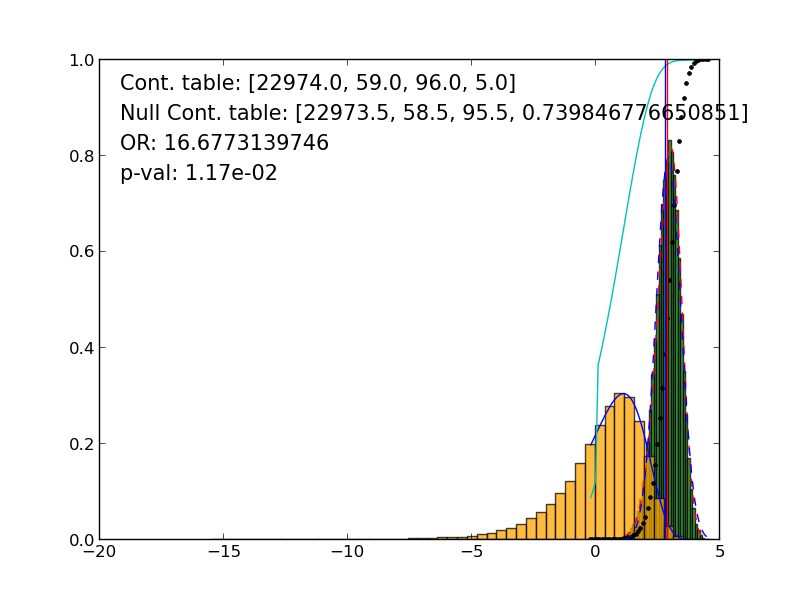 1.0
Cont. table: [22974.0, 59.0, 96.0, 5.0]
Null Cont. table: [22973.5, 58.5, 95.5, 0.739846776650851]
OR: 16.6773139746
0.8
p-val: 1.17e-02
0.6
0.4
0.2
0.0
−20 −15 −10 −5 0 5